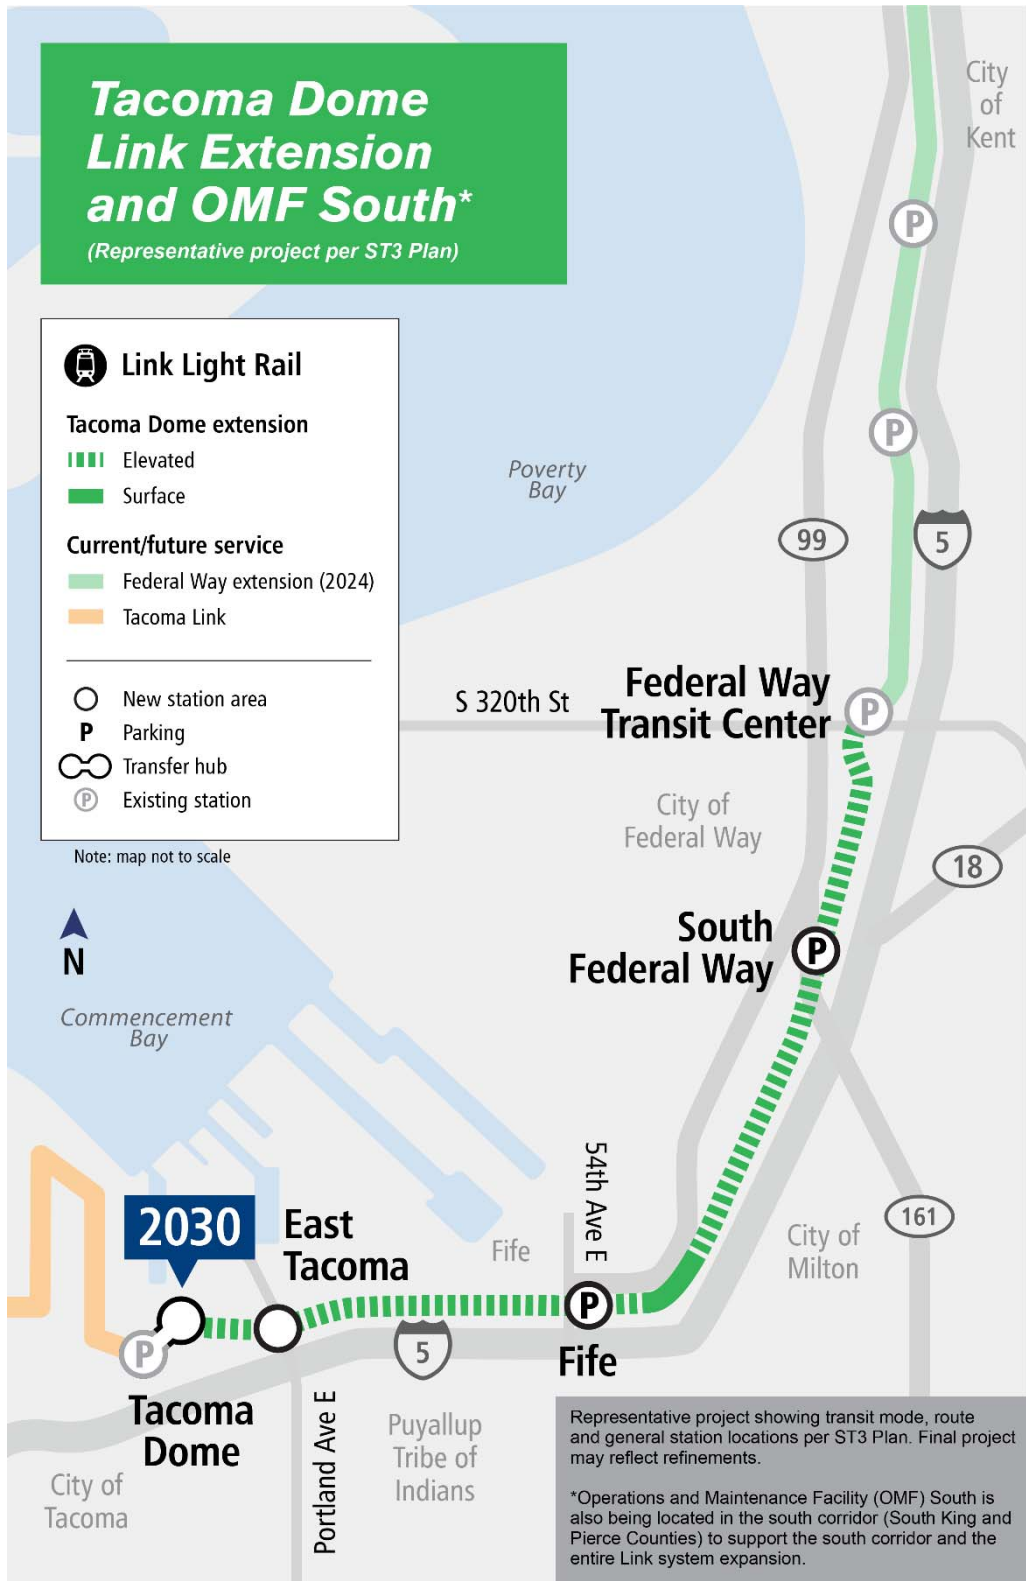 Tacoma Dome
Link Extension
and OMF South*
(Representative project per ST3 Plan)
Link Light Rail
Tacoma Dome extension
Elevated
Surface
Current/future service
Federal Way extension (2024)
Tacoma Link
New station area
P Parking
Transfer hub
P Existing station
Note: map not to scale
N
City
of
Kent
P
P
Poverty
Bay
99
5
S 320th St
Federal Way
Transit Center
P
City of
Federal Way
18
South
Federal Way
P
Commencement
Bay
54th Ave E
161
City of
Milton
2030
East
Tacoma
Fife
P
P
5
Fife
Tacoma
Dome
Portland Ave E
Puyallup
Tribe of
Indians
City of
Tacoma
Representative project showing transit mode, route
and general station locations per ST3 Plan. Final project
may reflect refinements.
*Operations and Maintenance Facility (OMF) South is
also being located in the south corridor (South King and
Pierce Counties) to support the south corridor and the
entire Link system expansion.